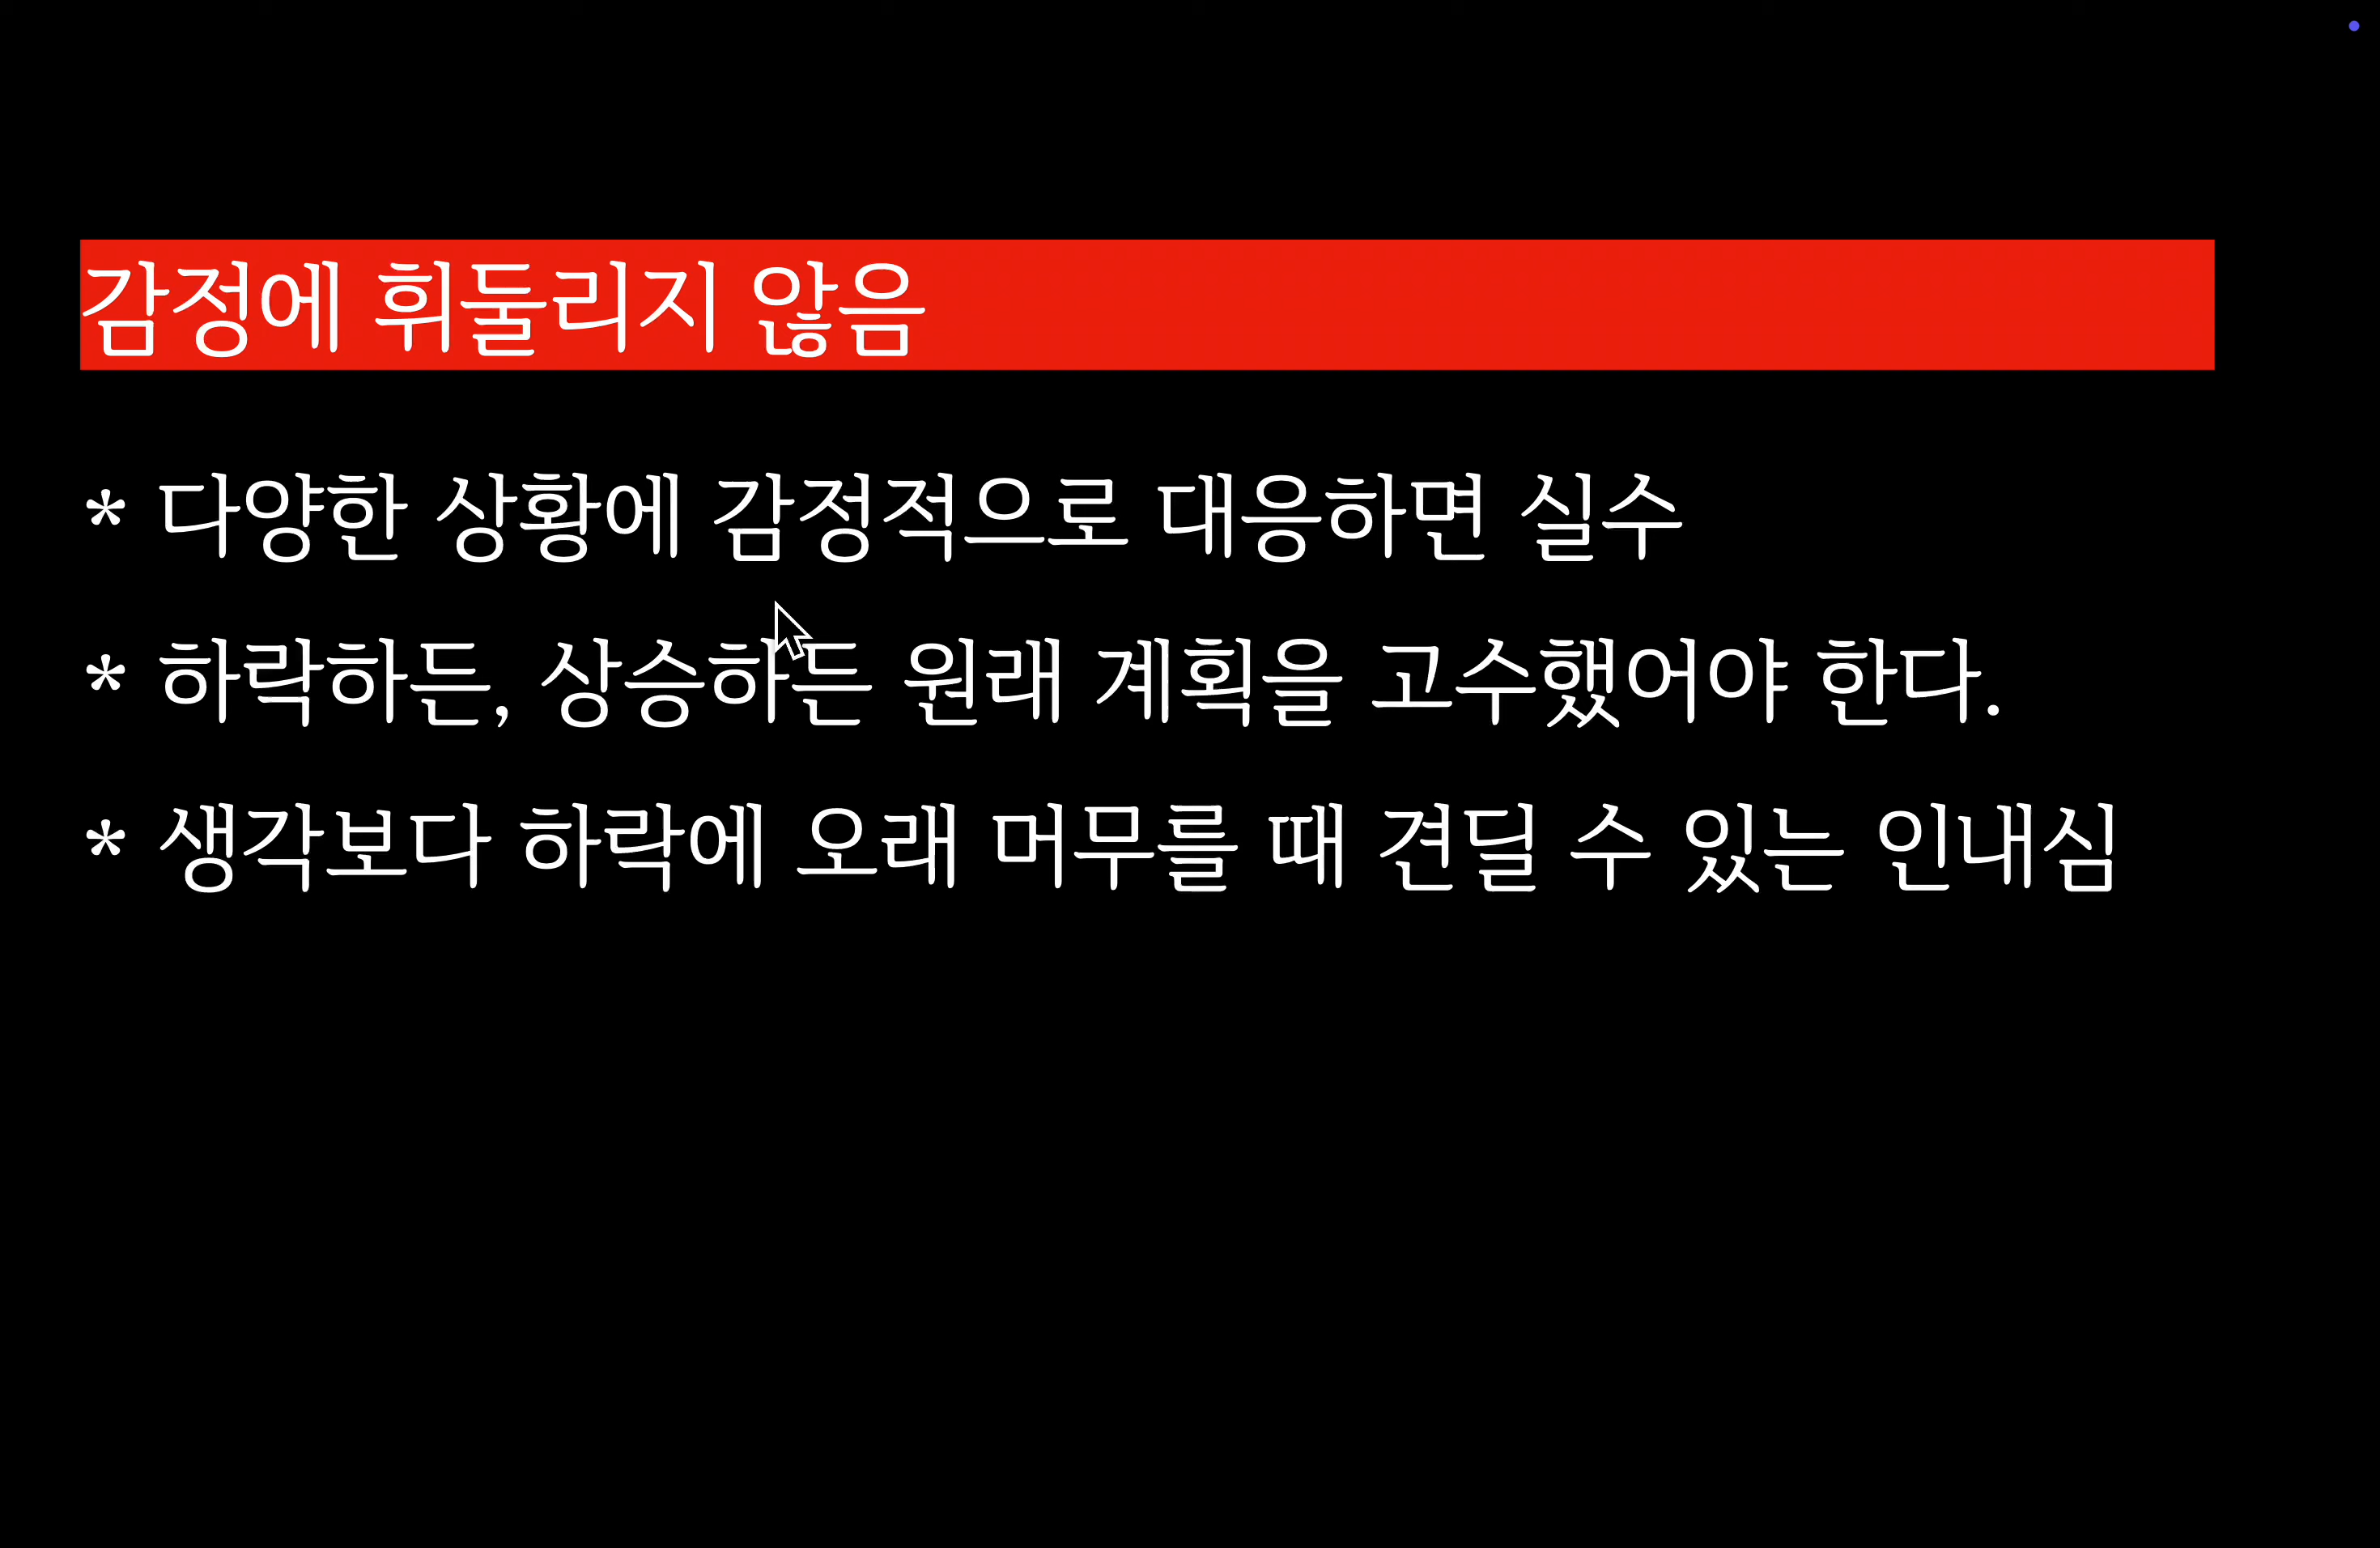 감정에 휘둘리지 않음
* 다양한 상황에 감정적으로 대응하면 실수
* 하락하든, 상승하든 원래 계획을 고수했어야 한다.
* 생각보다 하락에 오래 머무를 때 견딜 수 있는 인내심